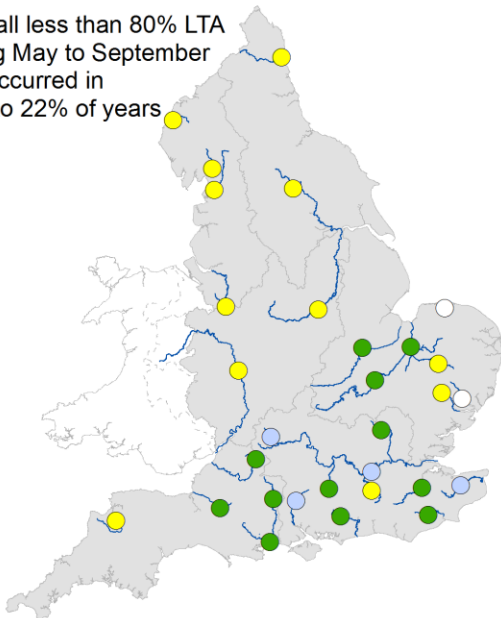 all less than 80% LTA
g May to September
ccurred in
o 22% of years